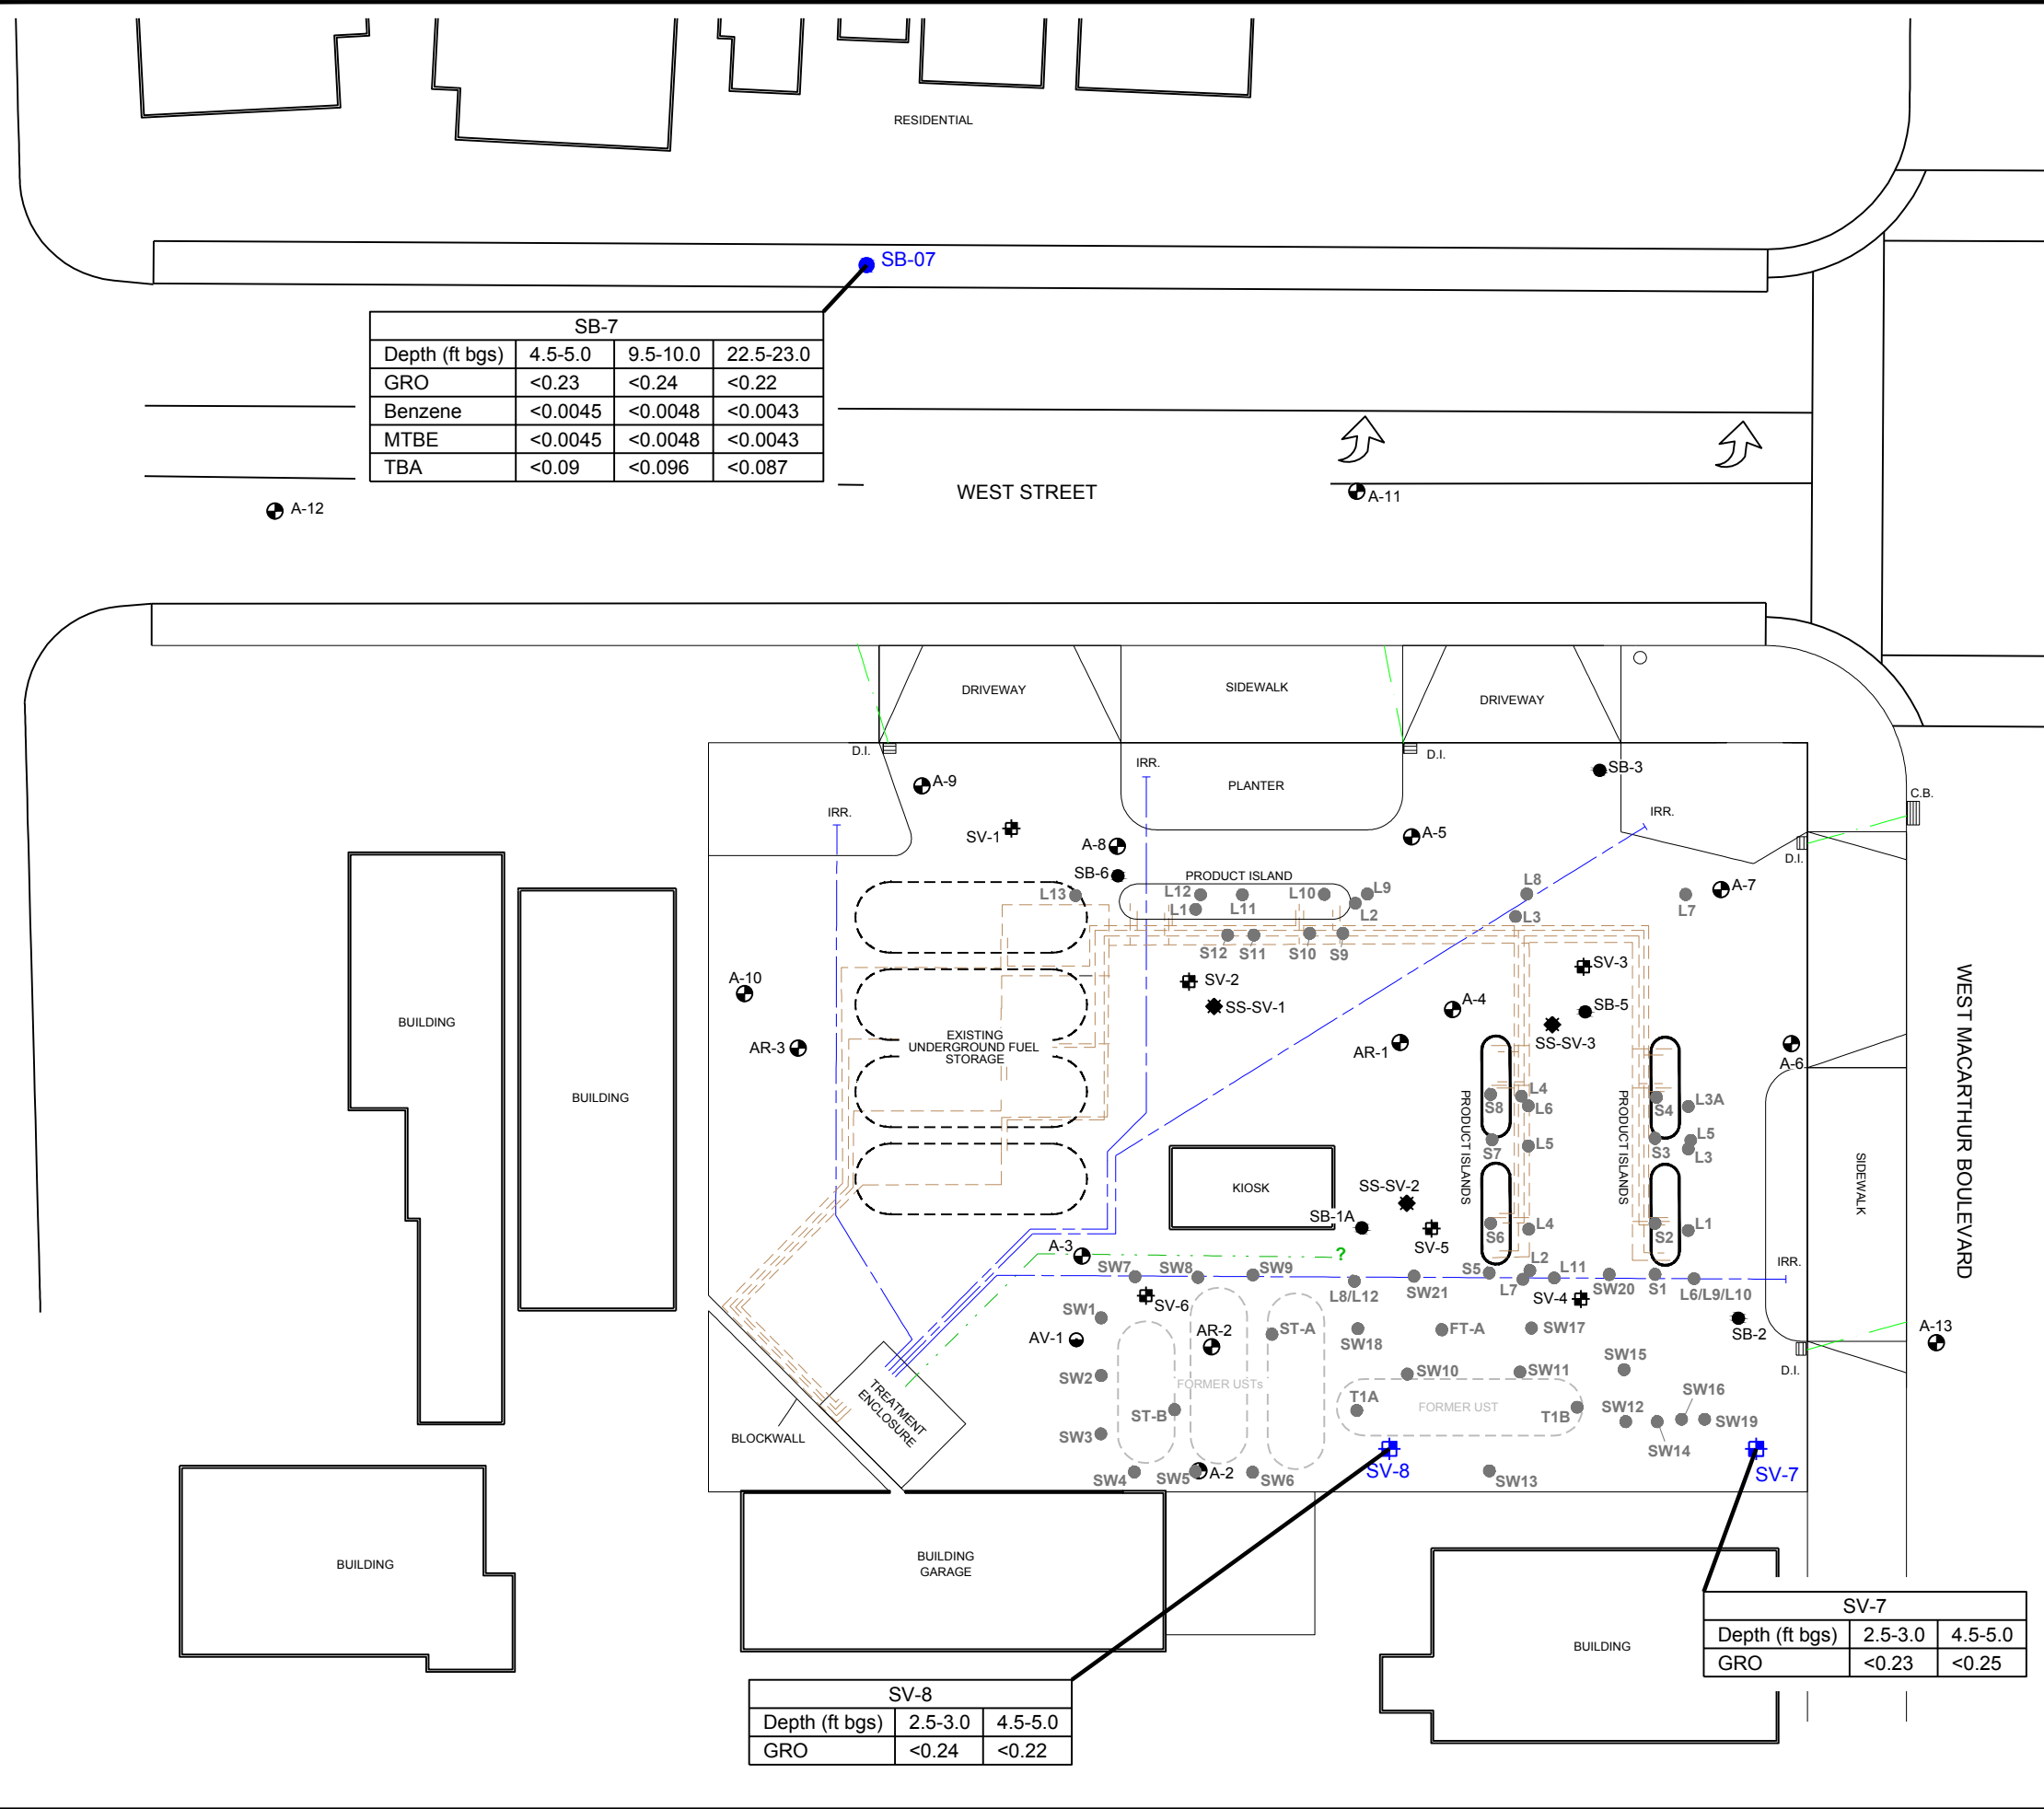 RESIDENTIAL
SB-07
SB-7
Depth (ft bgs) 4.5-5.0 9.5-10.0 22.5-23.0
GRO <0.23 <0.24 <0.22
Benzene <0.0045 <0.0048 <0.0043
MTBE <0.0045 <0.0048 <0.0043
TBA <0.09 <0.096 <0.087
WEST STREET
A-11
A-12
DRIVEWAY
SIDEWALK
DRIVEWAY
D.I.
D.I.
IRR.
SB-3
A-9
PLANTER
C.B.
IRR.
IRR.
SV-1
A-8
A-5
D.I.
SB-6
PRODUCT ISLAND
L13
L12
L11
L10
L9
L8
A-7
L1
L2
L7
L3
S12
S11
S10
S9
SV-3
A-10
SV-2
SS-SV-1
A-4
SB-5
BUILDING
EXISTING
UNDERGROUND FUEL
STORAGE
AR-3
AR-1
SS-SV-3
A-6
WEST MACARTHUR BOULEVARD
BUILDING
PRODUCT ISLANDS
PRODUCT ISLANDS
S8
L4
L6
S4
L3A
S7
L5
S3
L5
L3
KIOSK
SS-SV-2
SIDEWALK
SB-1A
SV-5
S6
L4
S2
L1
A-3
?
SW7
SW8
SW9
L8/L12
SW21
S5
L2
L7
L11
SW20
S1
L6/L9/L10
IRR.
SV-6
SV-4
SW1
AV-1
AR-2
ST-A
SW18
FT-A
SW17
SB-2
A-13
SW2
FORMER USTs
SW10
SW11
SW15
D.I.
TREATMENT
ENCLOSURE
ST-B
T1A
FORMER UST
T1B
SW12
SW16
SW19
SW14
BLOCKWALL
SW3
SW4
SW5
A-2
SW6
SV-8
SW13
SV-7
BUILDING
BUILDING
GARAGE
BUILDING
SV-7
Depth (ft bgs) 2.5-3.0 4.5-5.0
GRO <0.23 <0.25
SV-8
Depth (ft bgs) 2.5-3.0 4.5-5.0
GRO <0.24 <0.22